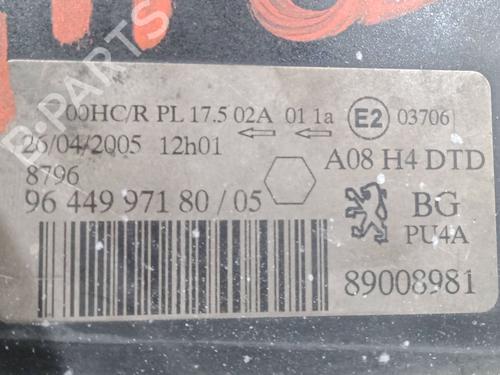 00HC/R PL 17.5 02A 01 1a E2 03706
26/04/2005 12h01
A08 H4 DTD
8796
96 449 971 80 / 05
BG
PU4A
89008981
B-PARTS